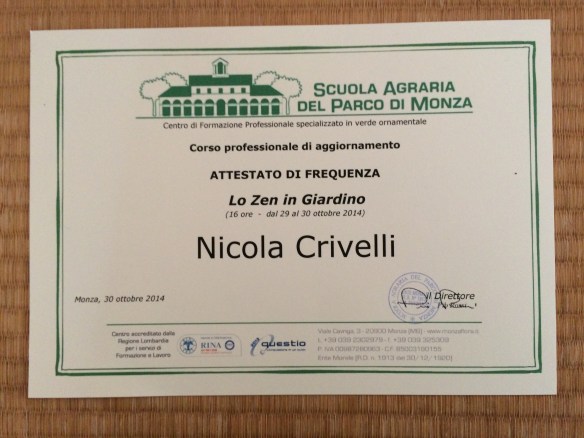 SCUOLA AGRARIA
DEL PARCO DI MONZA
Centro di Formazione Professionale specializzato in verde ornamentale
Corso professionale di aggiornamento
ATTESTATO DI FREQUENZA
Lo Zen in Giardino
(16 ore - dal 29 al 30 ottobre 2014)
Nicola Crivelli
Monza, 30 ottobre 2014
Il Direttore
Centro accreditato dalla
Regione Lombardia
per i servizi di
Formazione e Lavoro
RINA
Questio